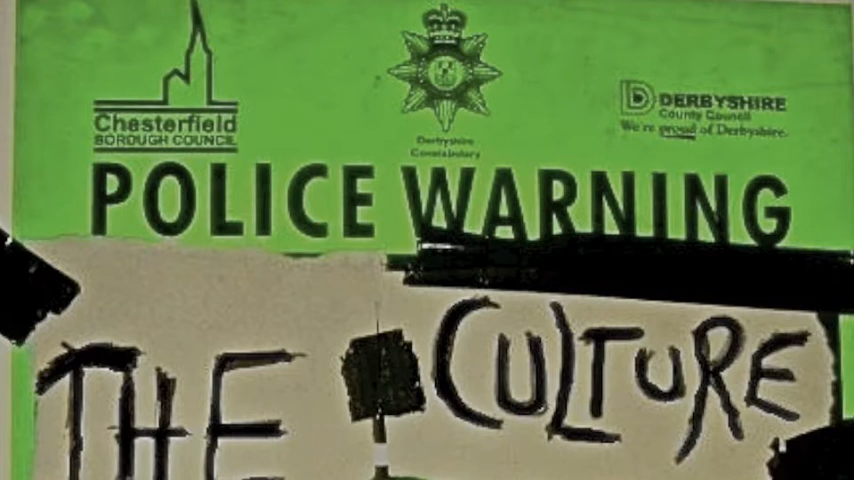 Chesterfield
BOROUGH COUNCIL
Derbyshire
Constabulary
DERBYSHIRE
County Council
We're proud of Derbyshire.
POLICE WARNING
THE CULTURE